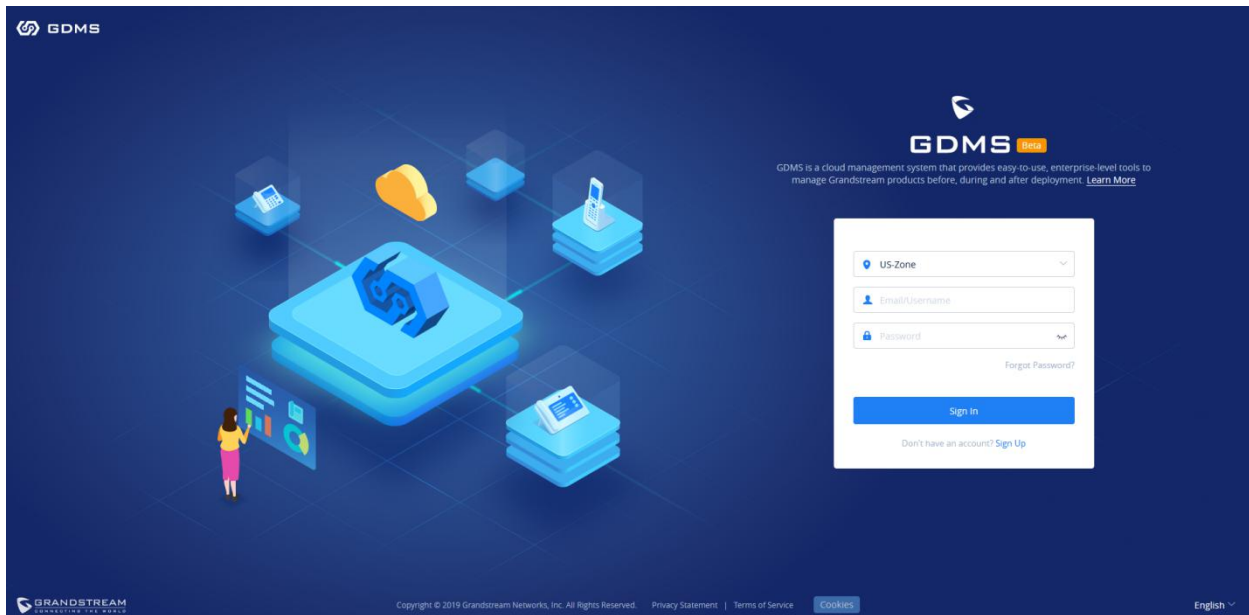 GDMS
GDMS Beta
GDMS is a cloud management system that provides easy-to-use, enterprise-level tools to
manage Grandstream products before, during and after deployment. Learn More
US-Zone
Email/Username
Password
Forgot Password?
Sign In
Don't have an account? Sign Up
GRANDSTREAM
CONNECTING THE WORLD
Copyright © 2019 Grandstream Networks, Inc. All Rights Reserved. Privacy Statement | Terms of Service Cookies
English